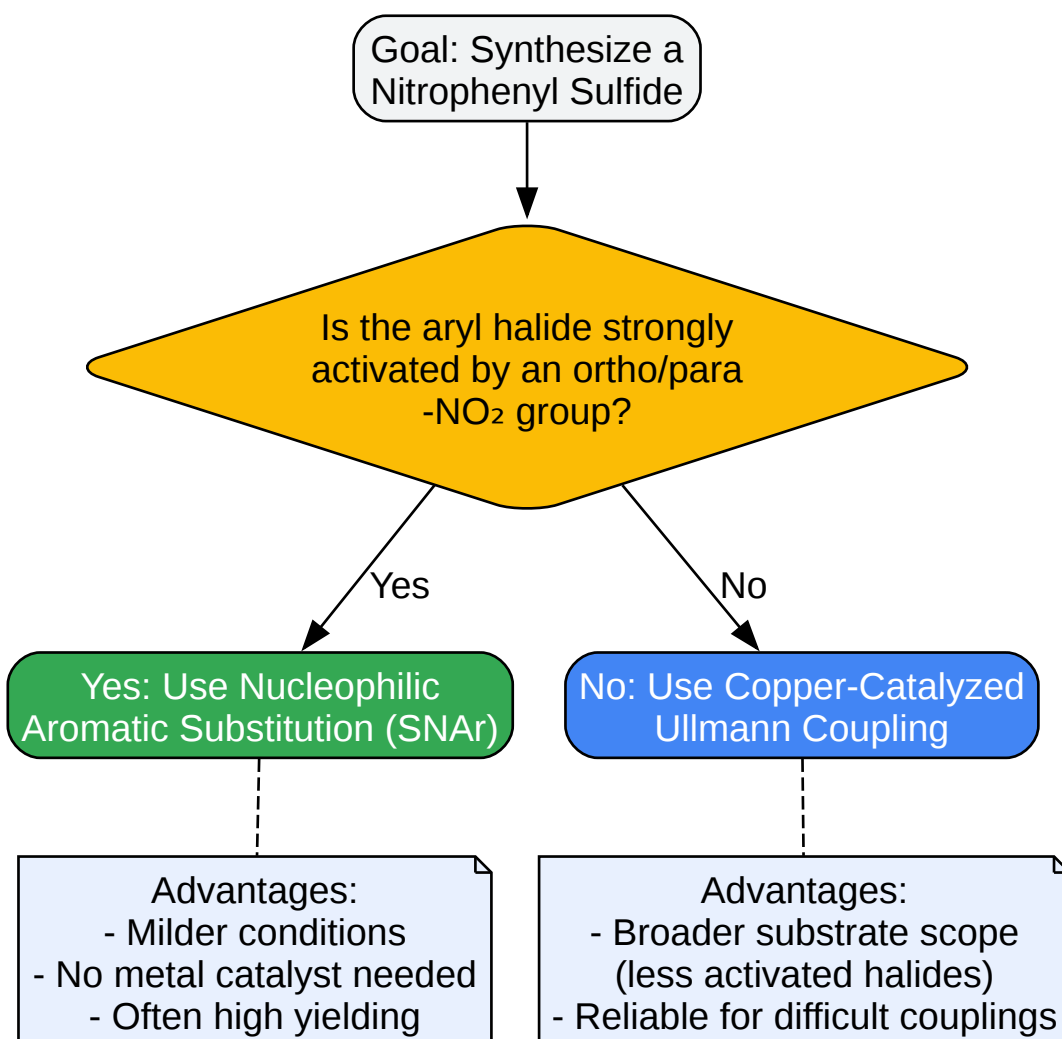 Goal: Synthesize a
Nitrophenyl Sulfide
Is the aryl halide strongly
activated by an ortho/para
-NO₂ group?
Yes
No
Yes: Use Nucleophilic
Aromatic Substitution (SNAr)
No: Use Copper-Catalyzed
Ullmann Coupling
Advantages:
- Milder conditions
- No metal catalyst needed
- Often high yielding
Advantages:
- Broader substrate scope
(less activated halides)
- Reliable for difficult couplings